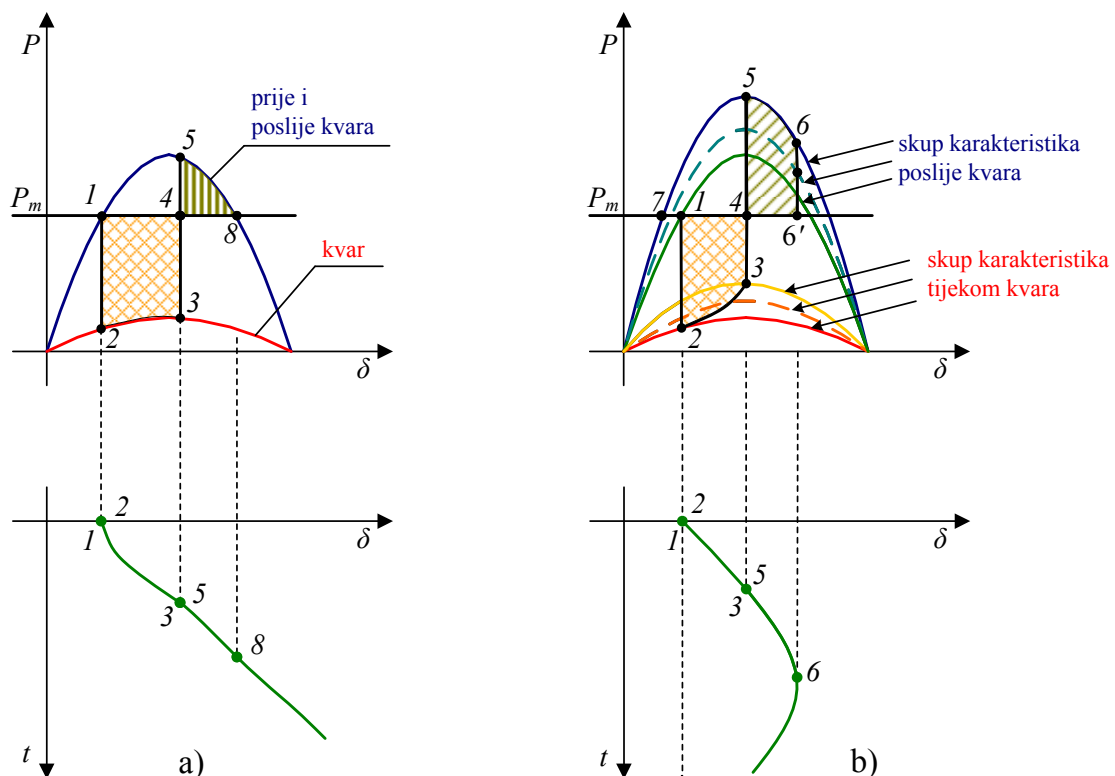 P
prije i
poslije kvara
5
1
4
P_m
8
kvar
3
2
δ
2
1
δ
5
3
8
t
a)
P
5
6
skup karakteristika
poslije kvara
P_m
7
1
4
6'
3
skup karakteristika
tijekom kvara
2
δ
2
1
δ
5
3
6
t
b)